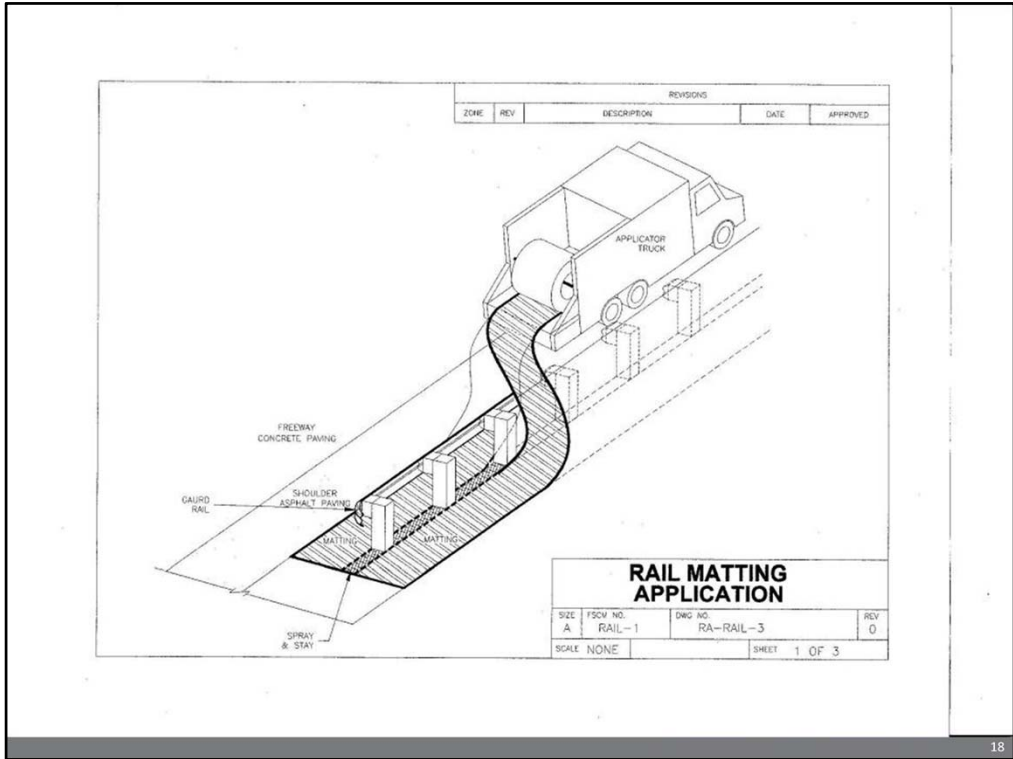 REVISIONS
ZONE REV DESCRIPTION DATE APPROVED
APPLICATOR
TRUCK
FREEWAY
CONCRETE PAVING
GAURD
RAIL
SHOULDER
ASPHALT PAVING
MATTING MATTING
SPRAY
& STAY
RAIL MATTING
APPLICATION
SIZE FSCM NO. DWG NO. REV
A RAIL-1 RA-RAIL-3 0
SCALE NONE SHEET 1 OF 3
18